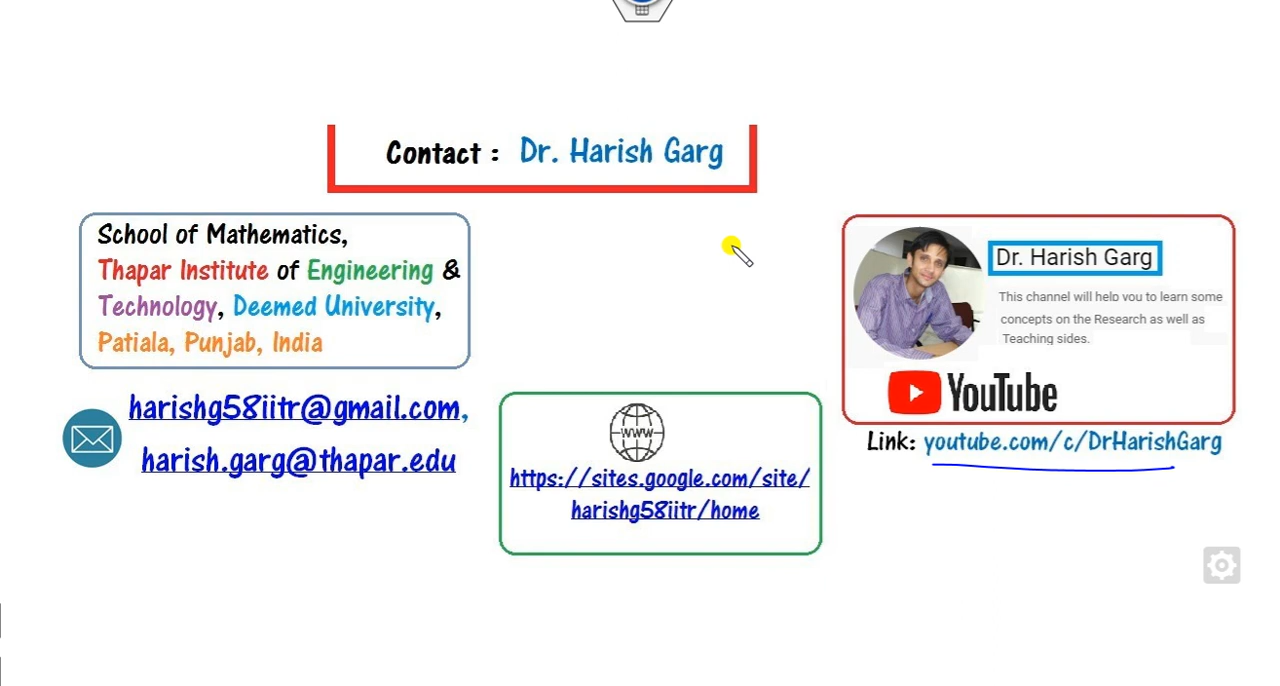 Contact : Dr. Harish Garg
School of Mathematics,
Thapar Institute of Engineering &
Technology, Deemed University,
Patiala, Punjab, India
harishg58iitr@gmail.com,
harish.garg@thapar.edu
WWW
https://sites.google.com/site/
harishg58iitr/home
Dr. Harish Garg
This channel will help you to learn some
concepts on the Research as well as
Teaching sides.
YouTube
Link: youtube.com/c/DrHarishGarg